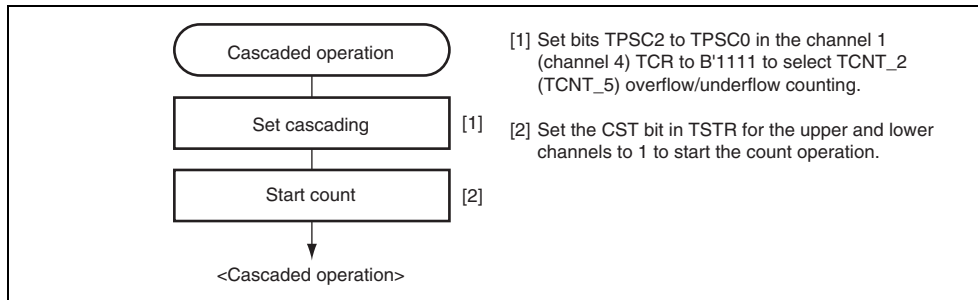 Cascaded operation
Set cascading
[1]
Start count
[2]
<Cascaded operation>
[1] Set bits TPSC2 to TPSC0 in the channel 1
(channel 4) TCR to B'1111 to select TCNT_2
(TCNT_5) overflow/underflow counting.
[2] Set the CST bit in TSTR for the upper and lower
channels to 1 to start the count operation.